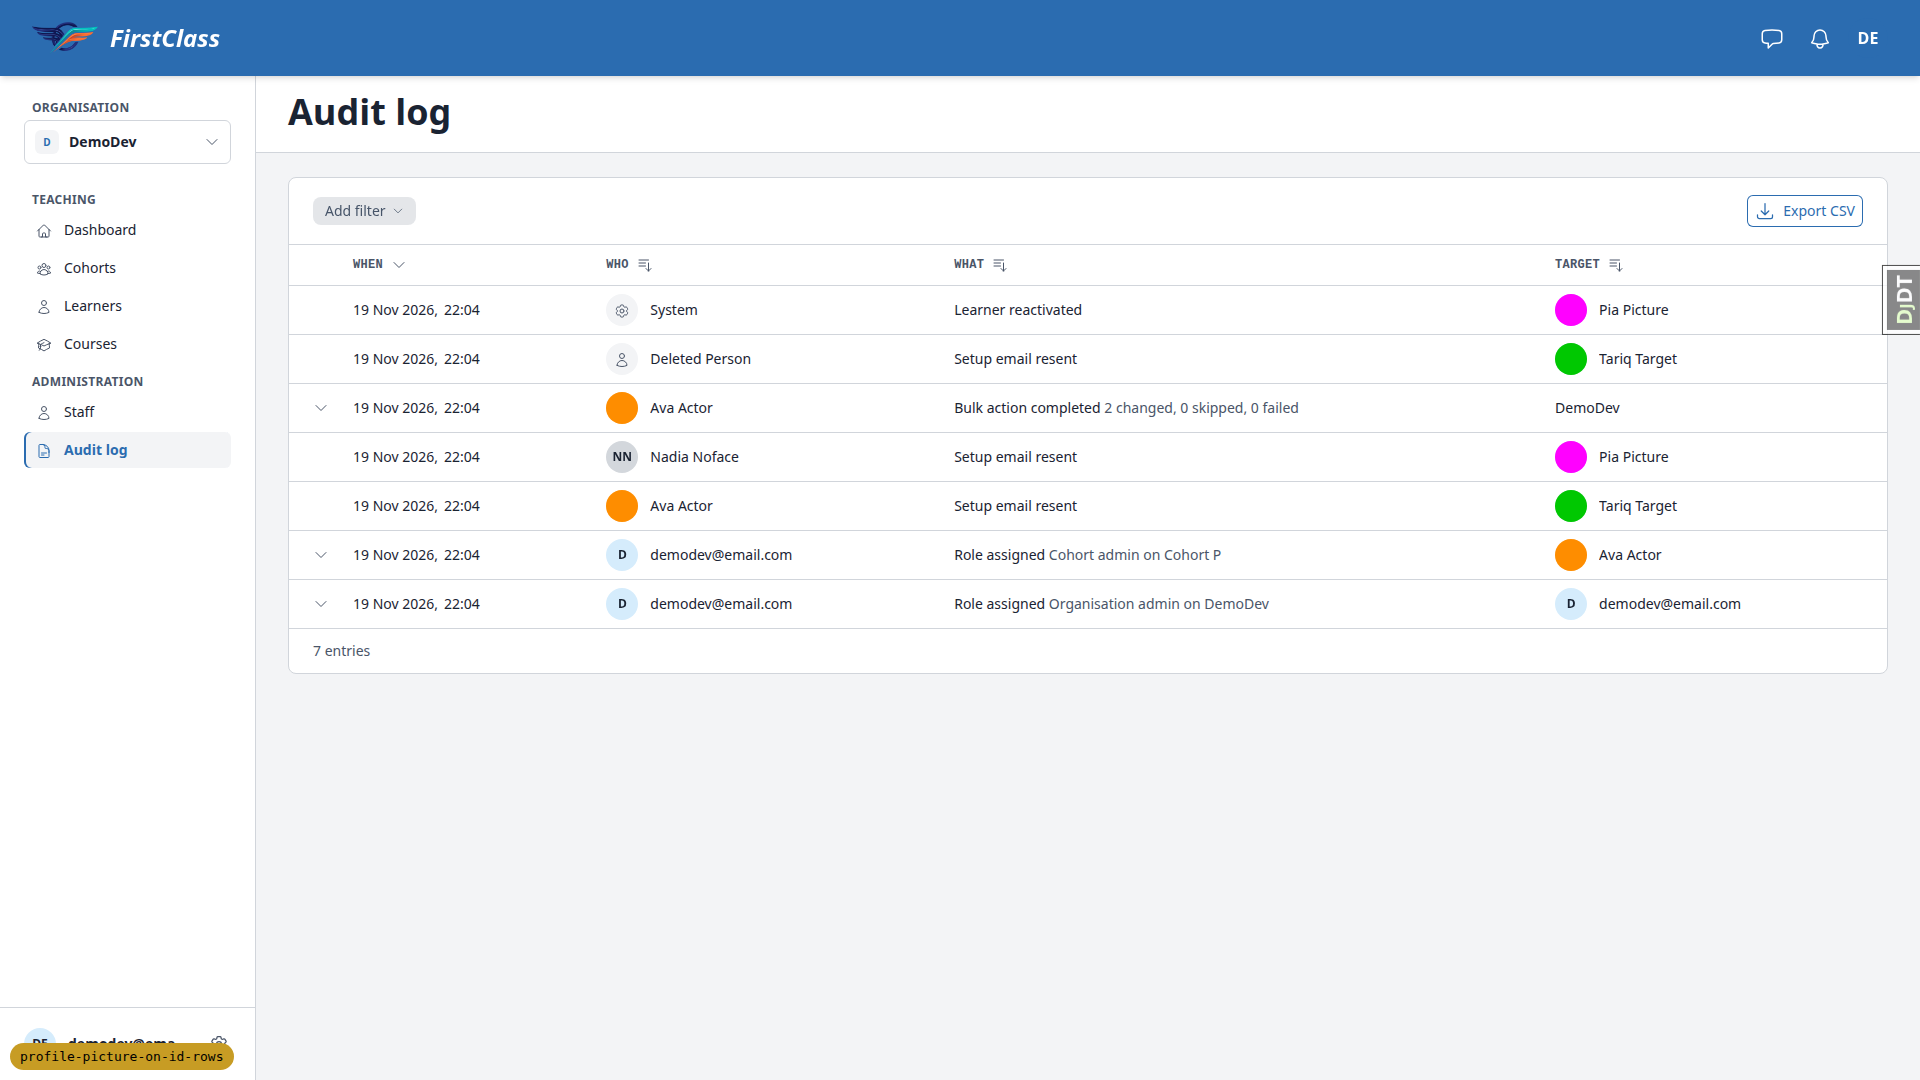 FirstClass
DE
ORGANISATION
D DemoDev
TEACHING
Dashboard
Cohorts
Learners
Courses
ADMINISTRATION
Staff
Audit log
Audit log
Add filter
Export CSV
WHEN WHO WHAT TARGET
19 Nov 2026, 22:04 System Learner reactivated Pia Picture
19 Nov 2026, 22:04 Deleted Person Setup email resent Tariq Target
19 Nov 2026, 22:04 Ava Actor Bulk action completed 2 changed, 0 skipped, 0 failed DemoDev
19 Nov 2026, 22:04 NN Nadia Noface Setup email resent Pia Picture
19 Nov 2026, 22:04 Ava Actor Setup email resent Tariq Target
19 Nov 2026, 22:04 D demodev@email.com Role assigned Cohort admin on Cohort P Ava Actor
19 Nov 2026, 22:04 D demodev@email.com Role assigned Organisation admin on DemoDev D demodev@email.com
7 entries
DjDT
DE demodev@ema...
profile-picture-on-id-rows